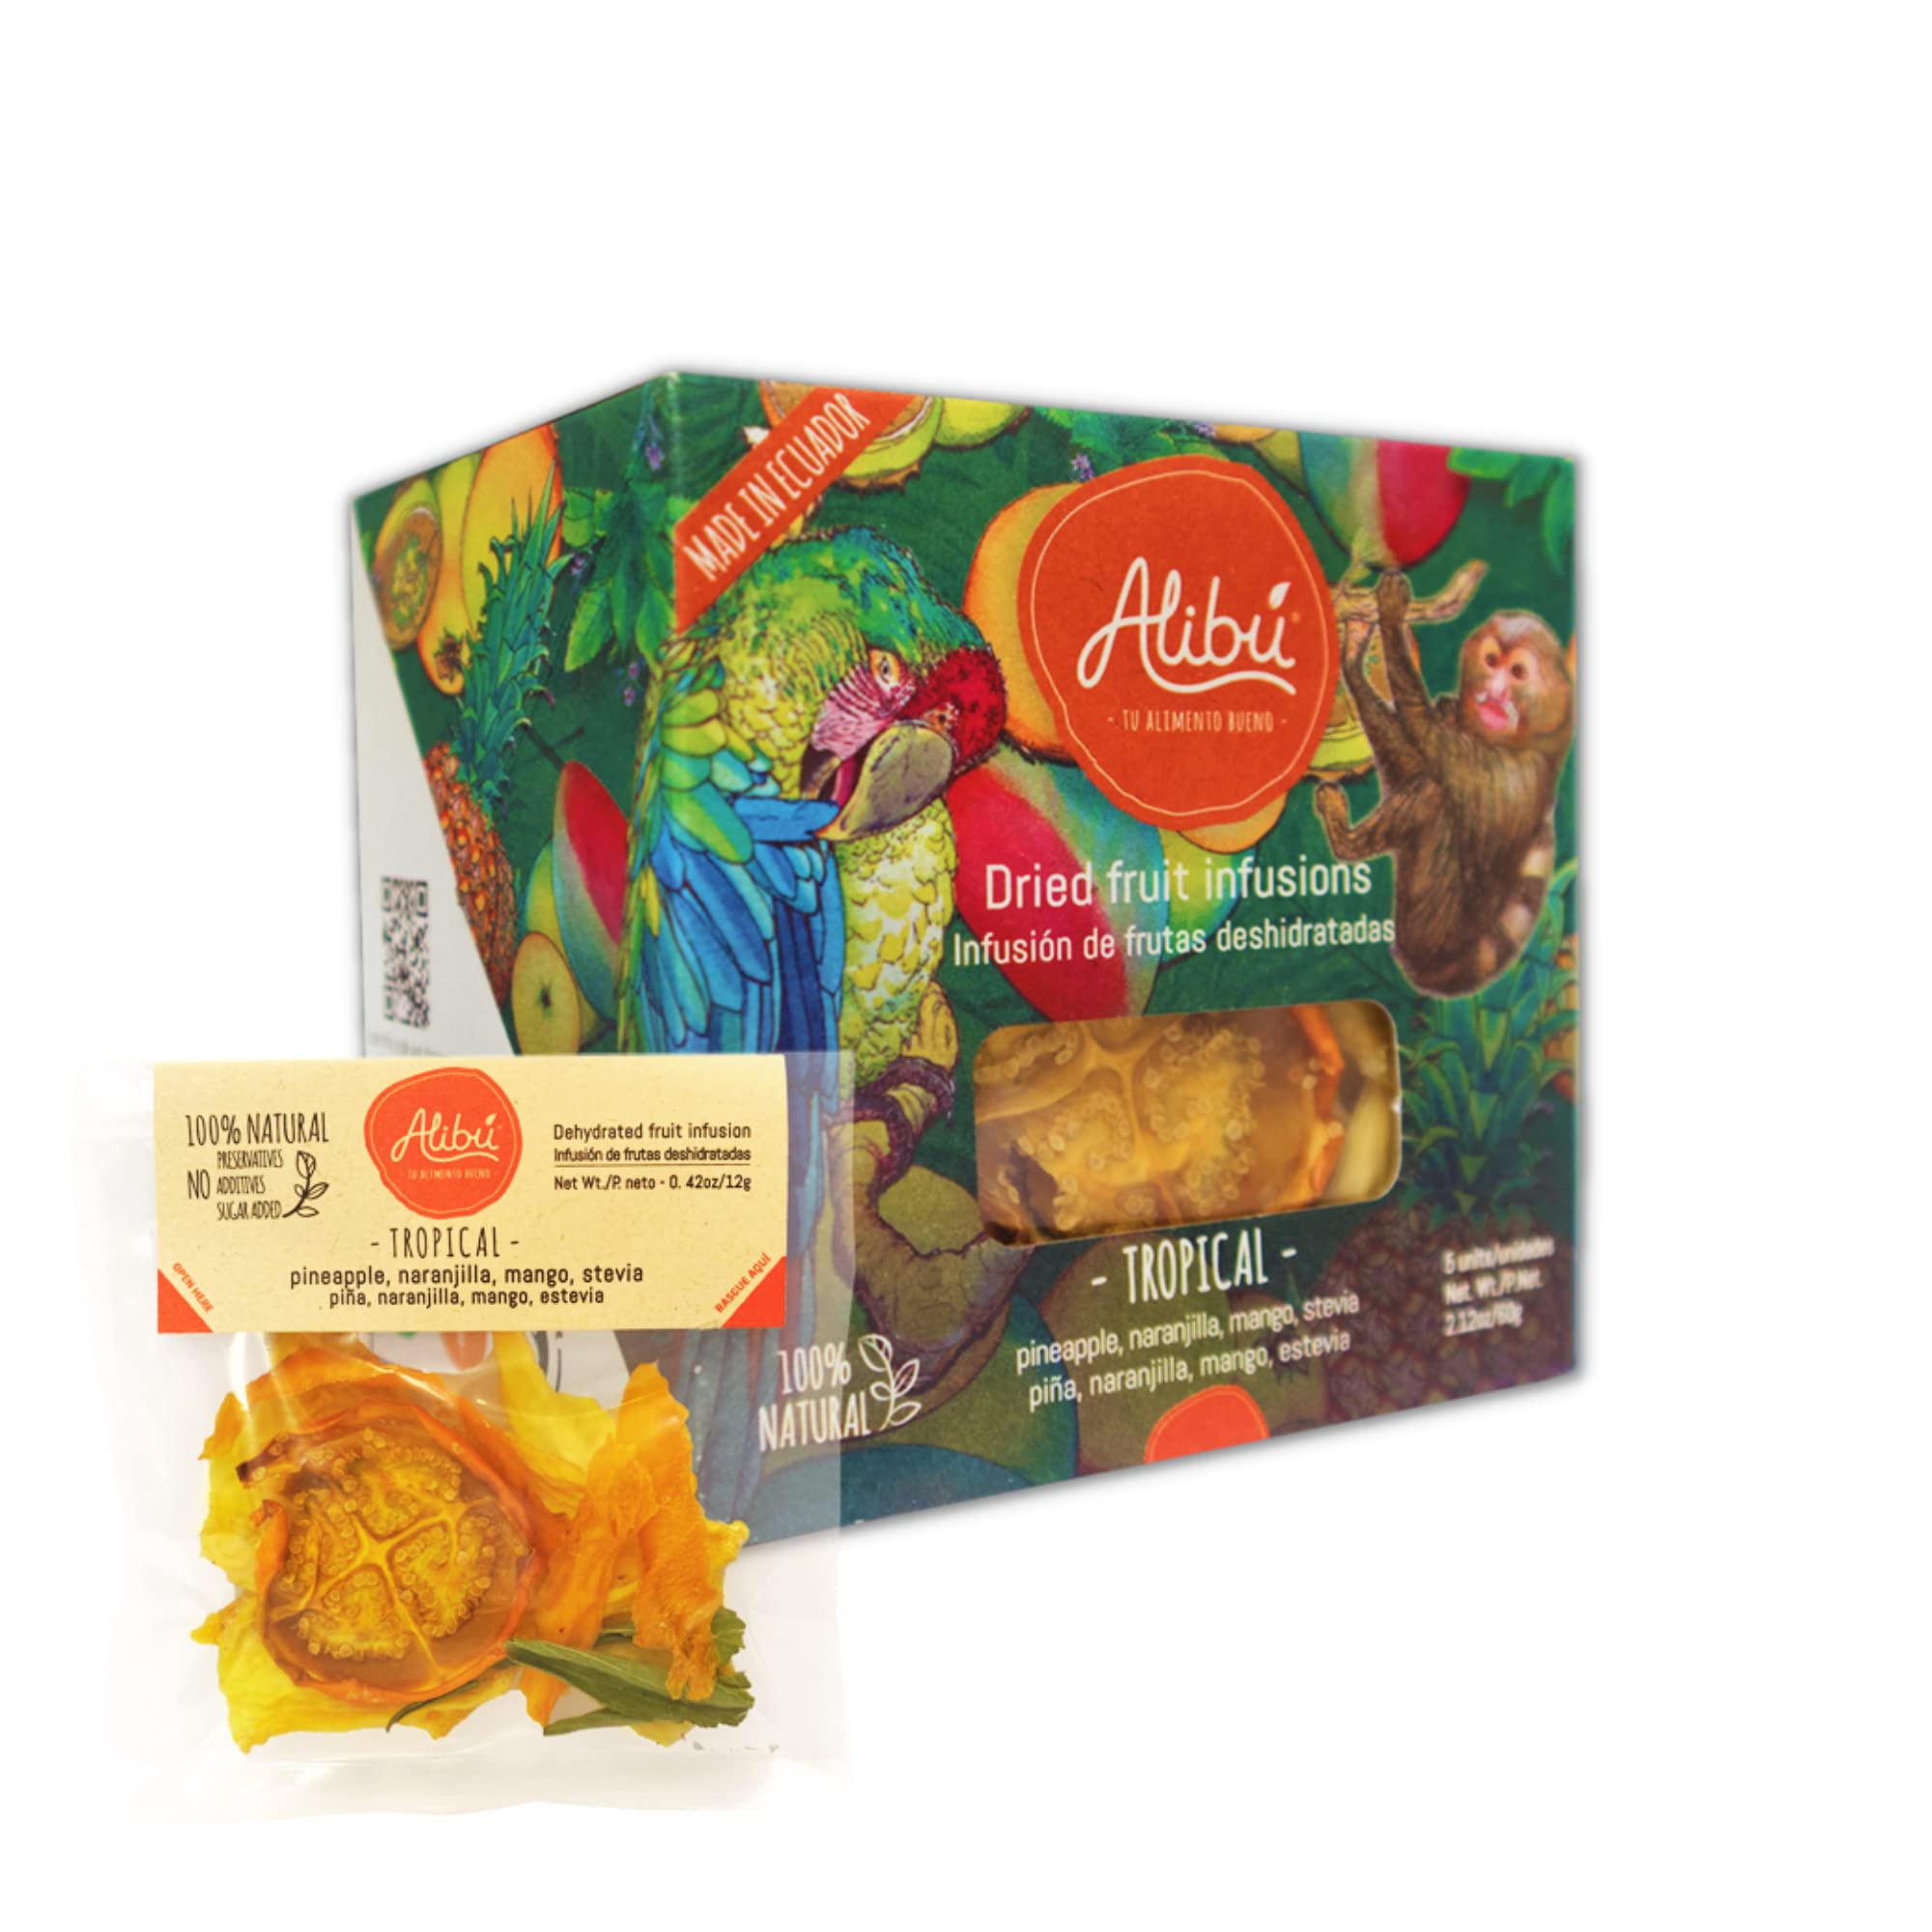 MADE IN ECUADOR
Alibú
- TU ALIMENTO BUENO -
Dried fruit infusions
Infusión de frutas deshidratadas
- TROPICAL -
pineapple, naranjilla, mango, stevia
piña, naranjilla, mango, estevia
5 units/unidades
Net. Wt./P.Net.
2.12oz/60g
100%
NATURAL
100% NATURAL
NO
PRESERVATIVES
ADDITIVES
SUGAR ADDED
Alibú
- TU ALIMENTO BUENO -
Dehydrated fruit infusion
Infusión de frutas deshidratadas
Net Wt./P. neto - 0. 42oz/12g
- TROPICAL -
pineapple, naranjilla, mango, stevia
piña, naranjilla, mango, estevia
OPEN HERE
RASGUE AQUÍ